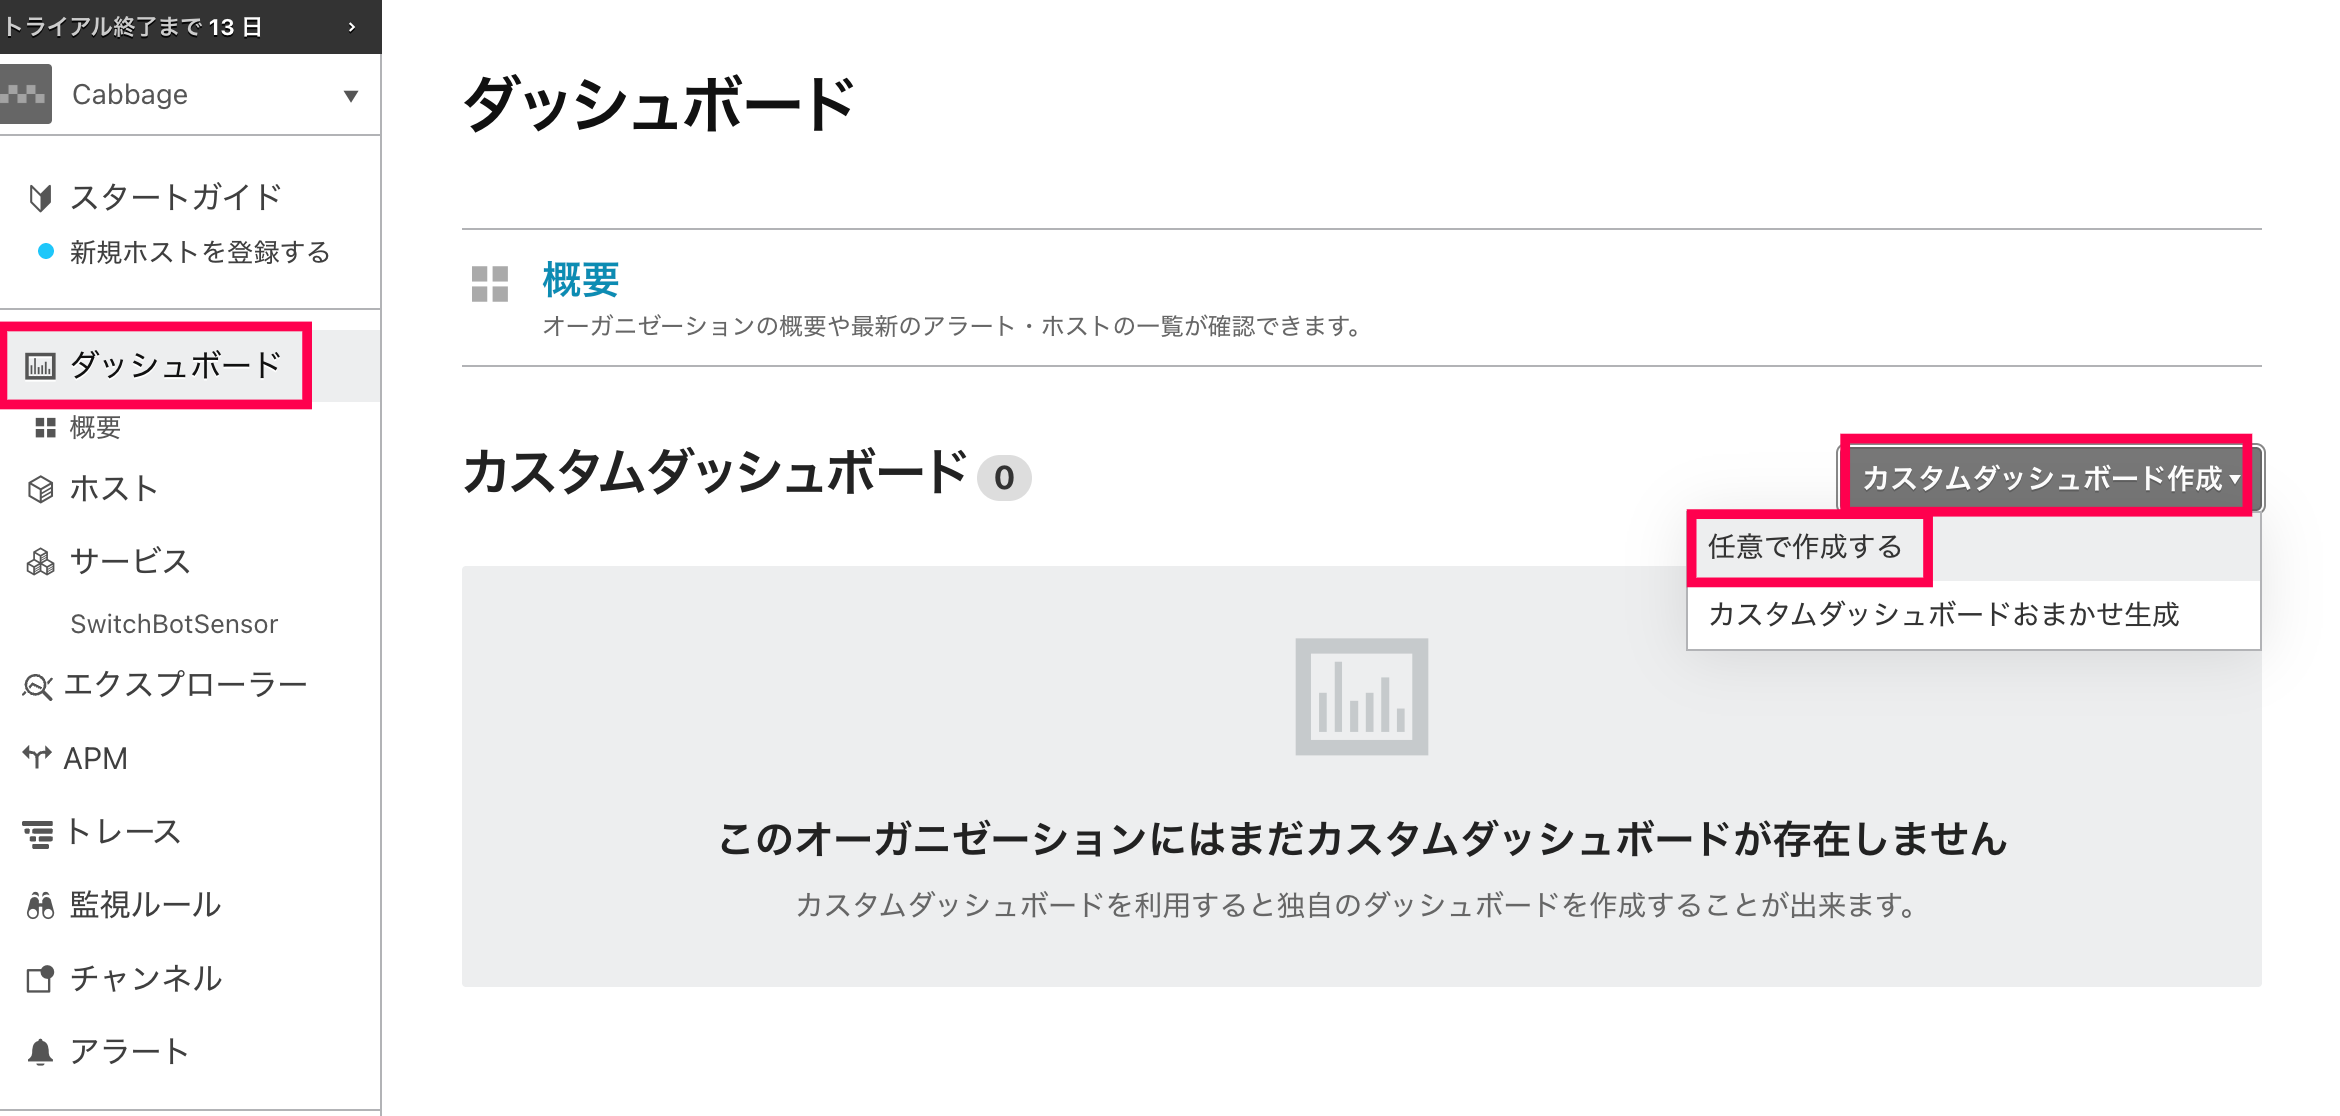 トライアル終了まで 13 日
Cabbage
スタートガイド
新規ホストを登録する
ダッシュボード
概要
ホスト
サービス
SwitchBotSensor
エクスプローラー
APM
トレース
監視ルール
チャンネル
アラート
ダッシュボード
概要
オーガニゼーションの概要や最新のアラート・ホストの一覧が確認できます。
カスタムダッシュボード 0
カスタムダッシュボード作成
任意で作成する
カスタムダッシュボードおまかせ生成
このオーガニゼーションにはまだカスタムダッシュボードが存在しません
カスタムダッシュボードを利用すると独自のダッシュボードを作成することが出来ます。